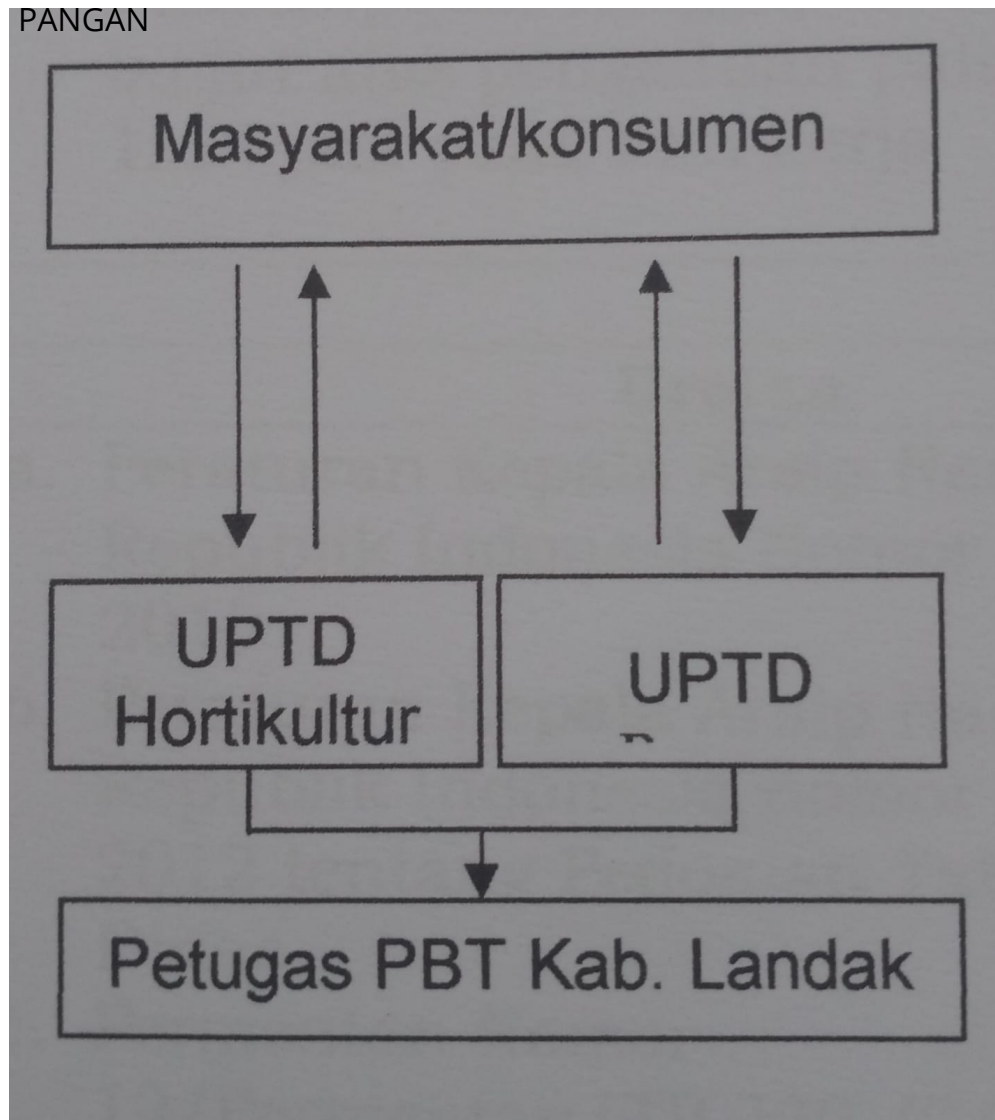 PANGAN
Masyarakat/konsumen
UPTD
Hortikultur
UPTD
Petugas PBT Kab. Landak